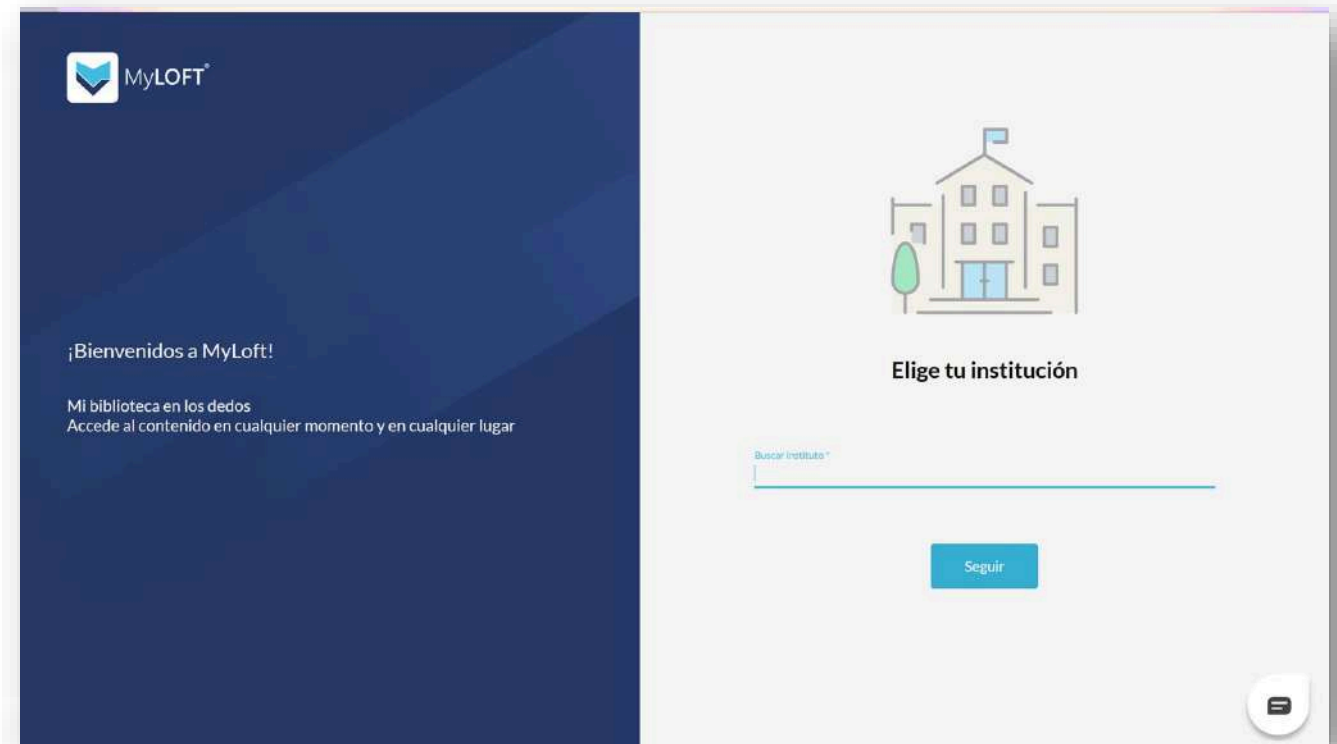 MyLOFT®
¡Bienvenidos a MyLoft!
Mi biblioteca en los dedos
Accede al contenido en cualquier momento y en cualquier lugar
Elige tu institución
Buscar instituto *
Seguir